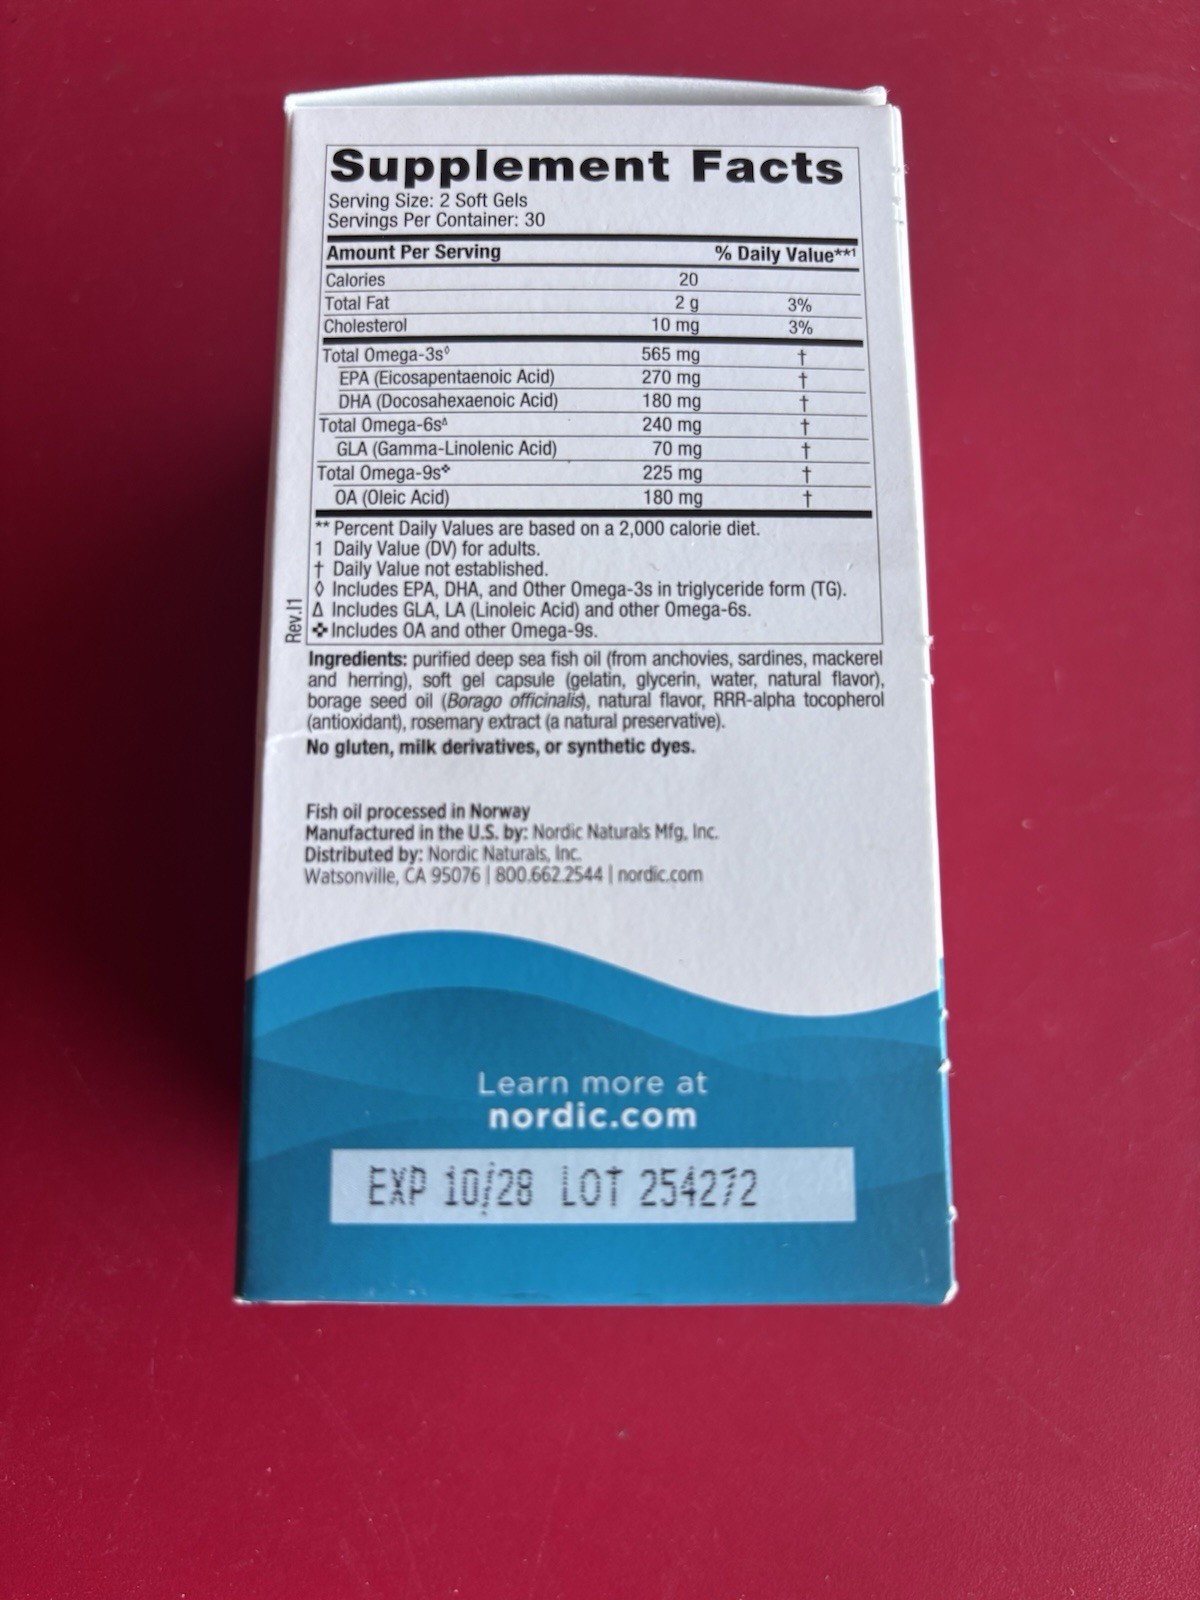 Supplement Facts
Serving Size: 2 Soft Gels
Servings Per Container: 30
Amount Per Serving % Daily Value**1
Calories 20
Total Fat 2 g 3%
Cholesterol 10 mg 3%
Total Omega-3s◊ 565 mg †
EPA (Eicosapentaenoic Acid) 270 mg †
DHA (Docosahexaenoic Acid) 180 mg †
Total Omega-6s∆ 240 mg †
GLA (Gamma-Linolenic Acid) 70 mg †
Total Omega-9s❖ 225 mg †
OA (Oleic Acid) 180 mg †
** Percent Daily Values are based on a 2,000 calorie diet.
1 Daily Value (DV) for adults.
† Daily Value not established.
◊ Includes EPA, DHA, and Other Omega-3s in triglyceride form (TG).
∆ Includes GLA, LA (Linoleic Acid) and other Omega-6s.
❖ Includes OA and other Omega-9s.
Rev.I1
Ingredients: purified deep sea fish oil (from anchovies, sardines, mackerel
and herring), soft gel capsule (gelatin, glycerin, water, natural flavor),
borage seed oil (Borago officinalis), natural flavor, RRR-alpha tocopherol
(antioxidant), rosemary extract (a natural preservative).
No gluten, milk derivatives, or synthetic dyes.
Fish oil processed in Norway
Manufactured in the U.S. by: Nordic Naturals Mfg, Inc.
Distributed by: Nordic Naturals, Inc.
Watsonville, CA 95076 | 800.662.2544 | nordic.com
Learn more at
nordic.com
EXP 10/28 LOT 254272